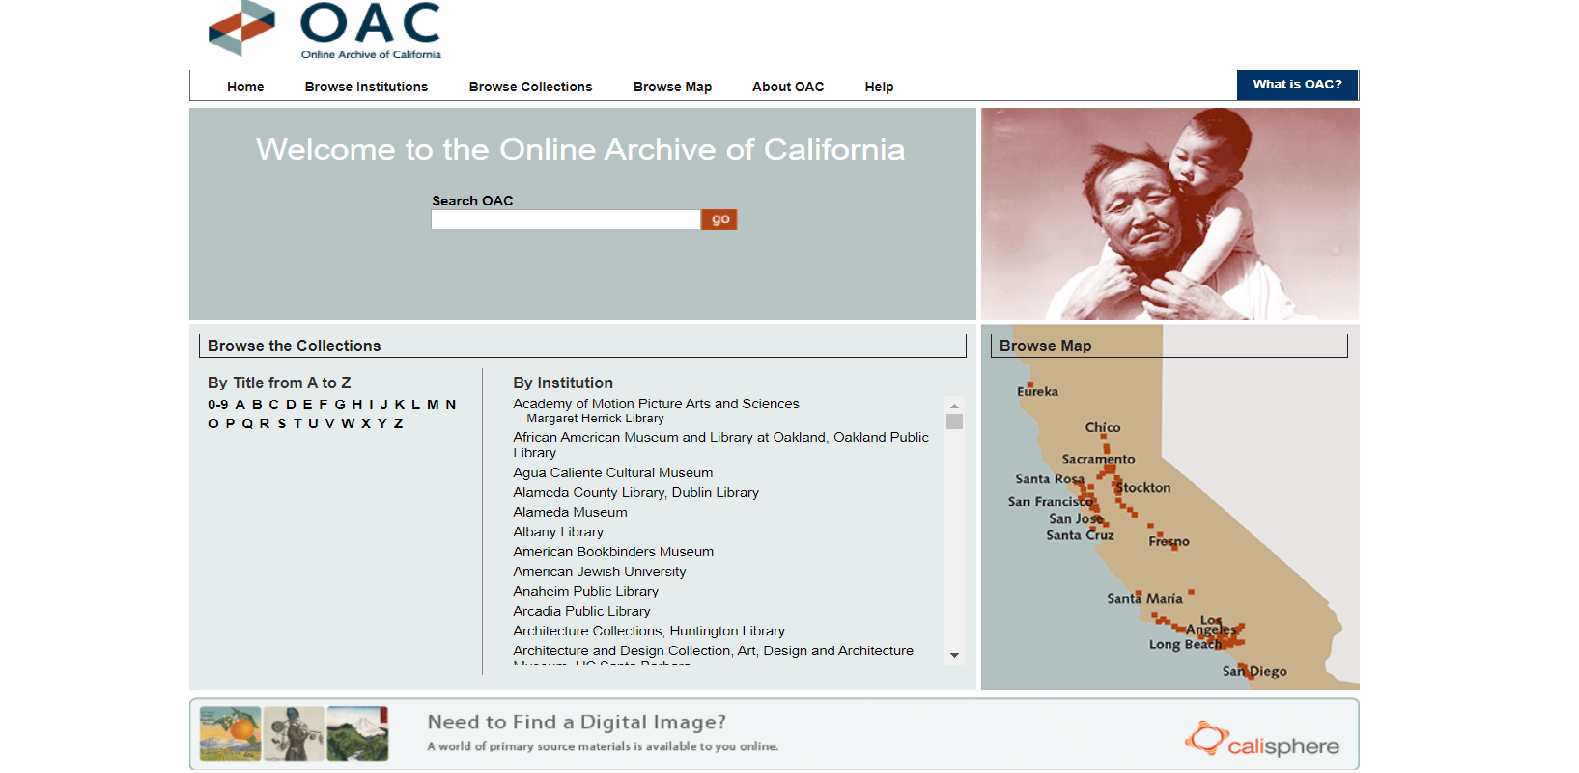 OAC
Online Archive of California
Home Browse Institutions Browse Collections Browse Map About OAC Help What is OAC?
Welcome to the Online Archive of California
Search OAC
go
Browse the Collections
By Title from A to Z
0-9 A B C D E F G H I J K L M N
O P Q R S T U V W X Y Z
By Institution
Academy of Motion Picture Arts and Sciences
Margaret Herrick Library
African American Museum and Library at Oakland, Oakland Public
Library
Agua Caliente Cultural Museum
Alameda County Library, Dublin Library
Alameda Museum
Albany Library
American Bookbinders Museum
American Jewish University
Anaheim Public Library
Arcadia Public Library
Architecture Collections, Huntington Library
Architecture and Design Collection, Art, Design and Architecture
Museum, UC Santa Barbara
Browse Map
Eureka
Chico
Sacramento
Santa Rosa
Stockton
San Francisco
San Jose
Santa Cruz
Fresno
Santa Maria
Los
Angeles
Long Beach
San Diego
Need to Find a Digital Image?
A world of primary source materials is available to you online.
calisphere